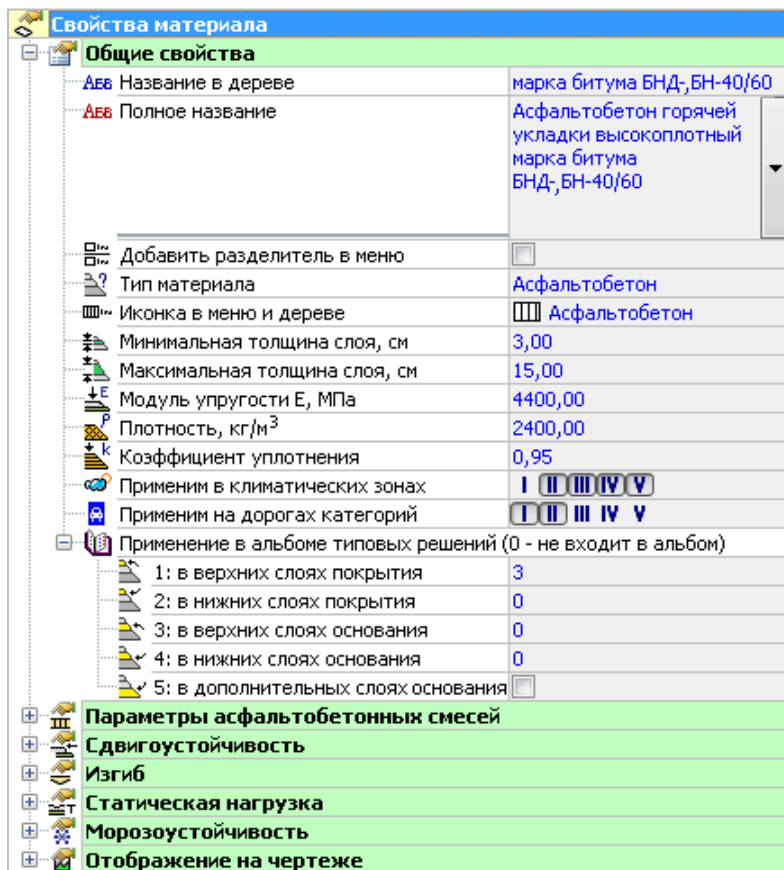 Свойства материала
Общие свойства
АБВ Название в дереве марка битума БНД-,БН-40/60
АБВ Полное название Асфальтобетон горячей
укладки высокоплотный
марка битума
БНД-,БН-40/60
Добавить разделитель в меню
Тип материала Асфальтобетон
Иконка в меню и дереве Асфальтобетон
Минимальная толщина слоя, см 3,00
Максимальная толщина слоя, см 15,00
Модуль упругости E, МПа 4400,00
Плотность, кг/м³ 2400,00
Коэффициент уплотнения 0,95
Применим в климатических зонах I II III IV V
Применим на дорогах категорий I II III IV V
Применение в альбоме типовых решений (0 - не входит в альбом)
1: в верхних слоях покрытия 3
2: в нижних слоях покрытия 0
3: в верхних слоях основания 0
4: в нижних слоях основания 0
5: в дополнительных слоях основания
Параметры асфальтобетонных смесей
Сдвигоустойчивость
Изгиб
Статическая нагрузка
Морозоустойчивость
Отображение на чертеже